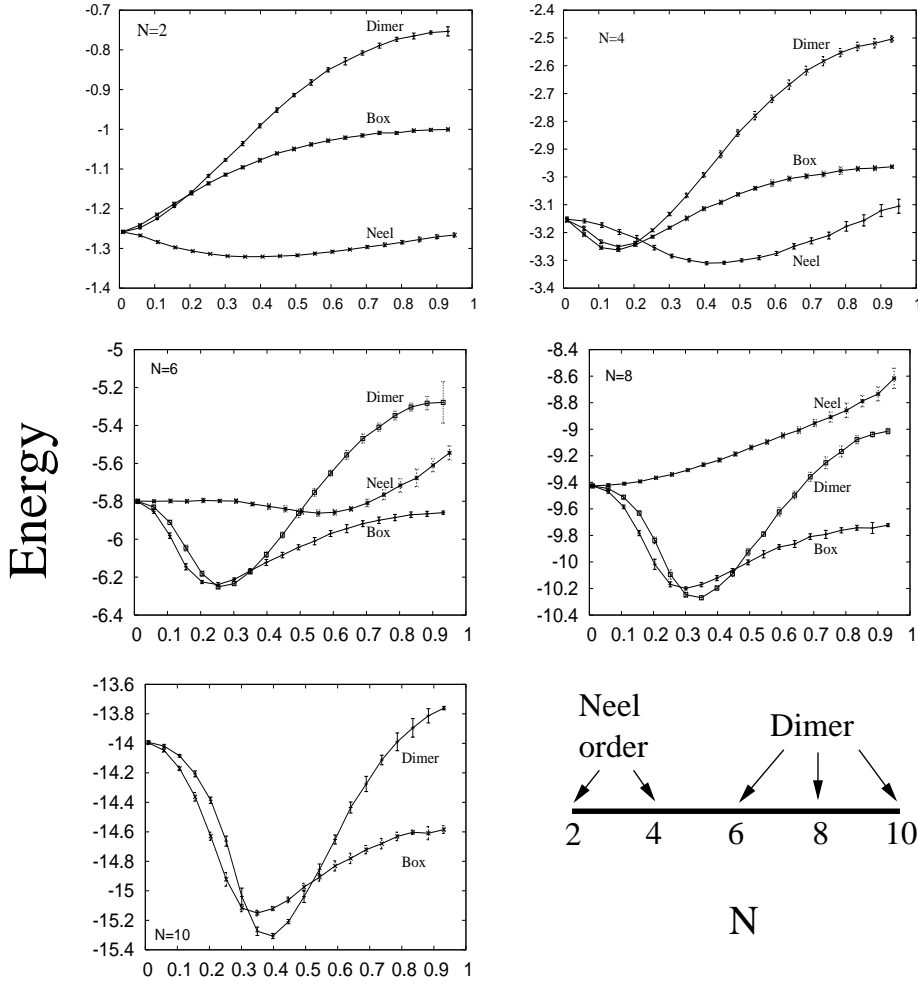 Energy
-0.7
-0.8
-0.9
-1
-1.1
-1.2
-1.3
-1.4
N=2
Dimer
Box
Neel
0 0.1 0.2 0.3 0.4 0.5 0.6 0.7 0.8 0.9 1
-2.4
-2.5
-2.6
-2.7
-2.8
-2.9
-3
-3.1
-3.2
-3.3
-3.4
N=4
Dimer
Box
Neel
0 0.1 0.2 0.3 0.4 0.5 0.6 0.7 0.8 0.9 1
-5
-5.2
-5.4
-5.6
-5.8
-6
-6.2
-6.4
N=6
Dimer
Neel
Box
0 0.1 0.2 0.3 0.4 0.5 0.6 0.7 0.8 0.9 1
-8.4
-8.6
-8.8
-9
-9.2
-9.4
-9.6
-9.8
-10
-10.2
-10.4
N=8
Neel
Dimer
Box
0 0.1 0.2 0.3 0.4 0.5 0.6 0.7 0.8 0.9 1
-13.6
-13.8
-14
-14.2
-14.4
-14.6
-14.8
-15
-15.2
-15.4
N=10
Dimer
Box
0 0.1 0.2 0.3 0.4 0.5 0.6 0.7 0.8 0.9 1
Neel
order
Dimer
2 4 6 8 10
N